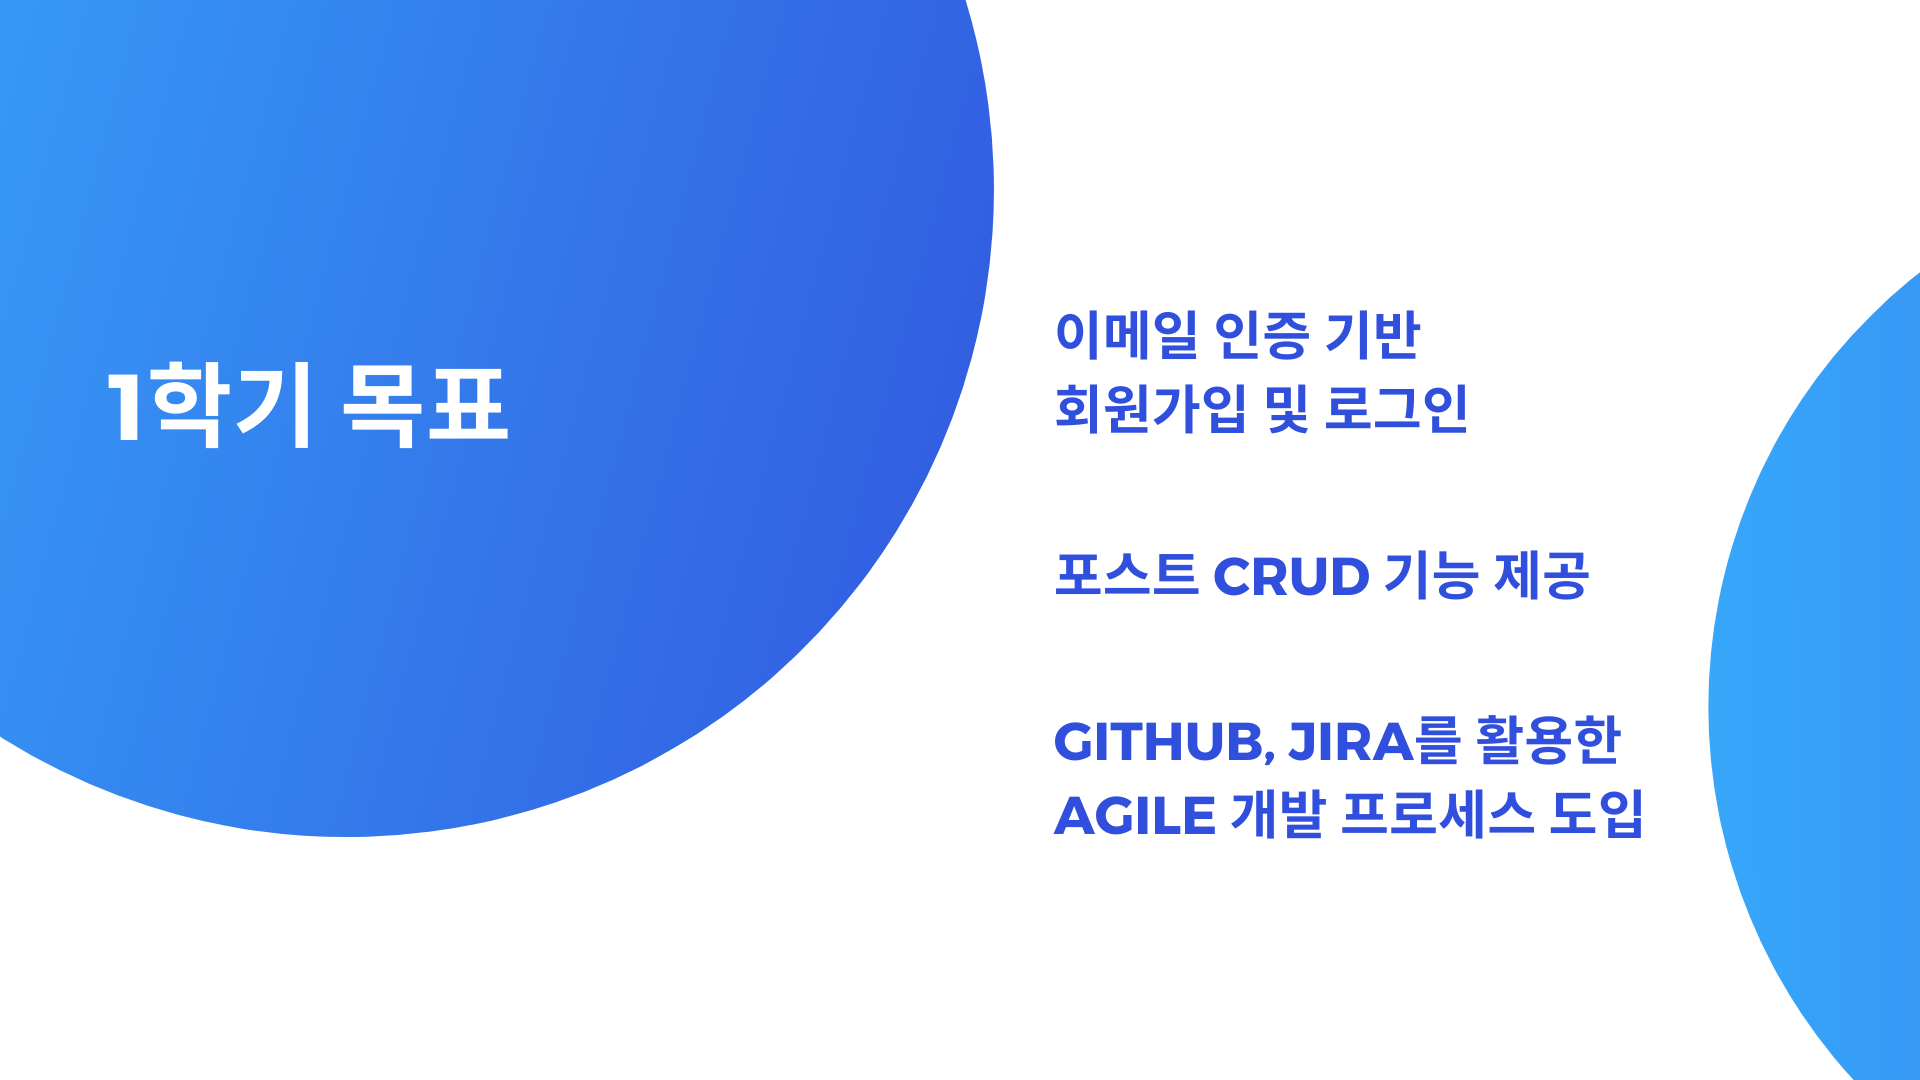 1학기 목표
이메일 인증 기반
회원가입 및 로그인
포스트 CRUD 기능 제공
GITHUB, JIRA를 활용한
AGILE 개발 프로세스 도입